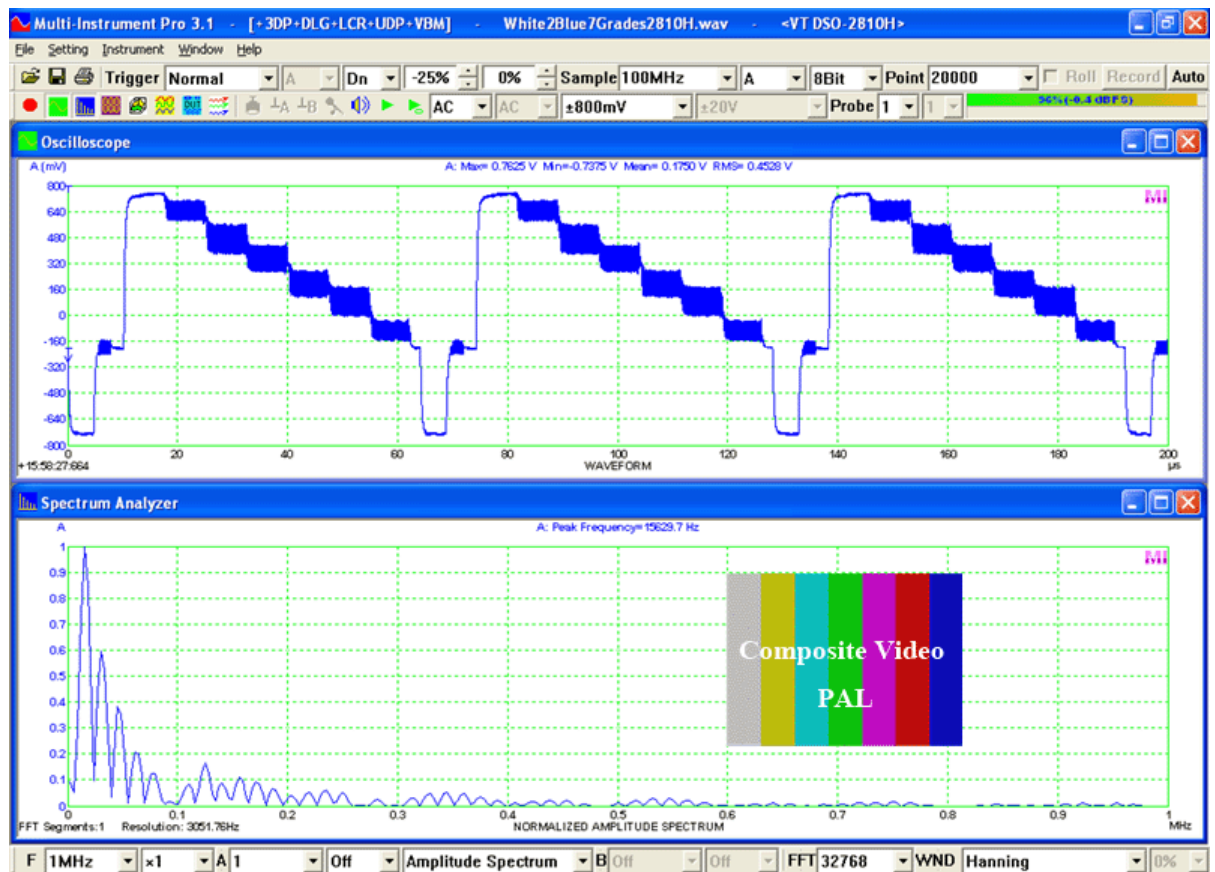 Multi-Instrument Pro 3.1 - [+3DP+DLG+LCR+UDP+VBM] - White2Blue7Grades2810H.wav - <VT DSO-2810H>
File Setting Instrument Window Help
Trigger Normal A Dn -25% 0% Sample 100MHz A 8Bit Point 20000 Roll Record Auto
DUT A B AC AC ±800mV ±20V Probe 1 1 96%(-0.4 dBFS)
Oscilloscope
A (mV) A: Max= 0.7625 V Min=-0.7375 V Mean= 0.1750 V RMS= 0.4528 V
800
MI
640
480
320
160
0
-160
-320
-480
-640
-800
0 20 40 60 80 100 120 140 160 180 200
+15:58:27:664 WAVEFORM µs
Spectrum Analyzer
A A: Peak Frequency=15629.7 Hz
1
MI
0.9
0.8
0.7
0.6
Composite Video
0.5
0.4
PAL
0.3
0.2
0.1
0
0 0.1 0.2 0.3 0.4 0.5 0.6 0.7 0.8 0.9 1
FFT Segments:1 Resolution: 3051.76Hz NORMALIZED AMPLITUDE SPECTRUM MHz
F 1MHz ×1 A 1 Off Amplitude Spectrum B Off Off FFT 32768 WND Hanning 0%